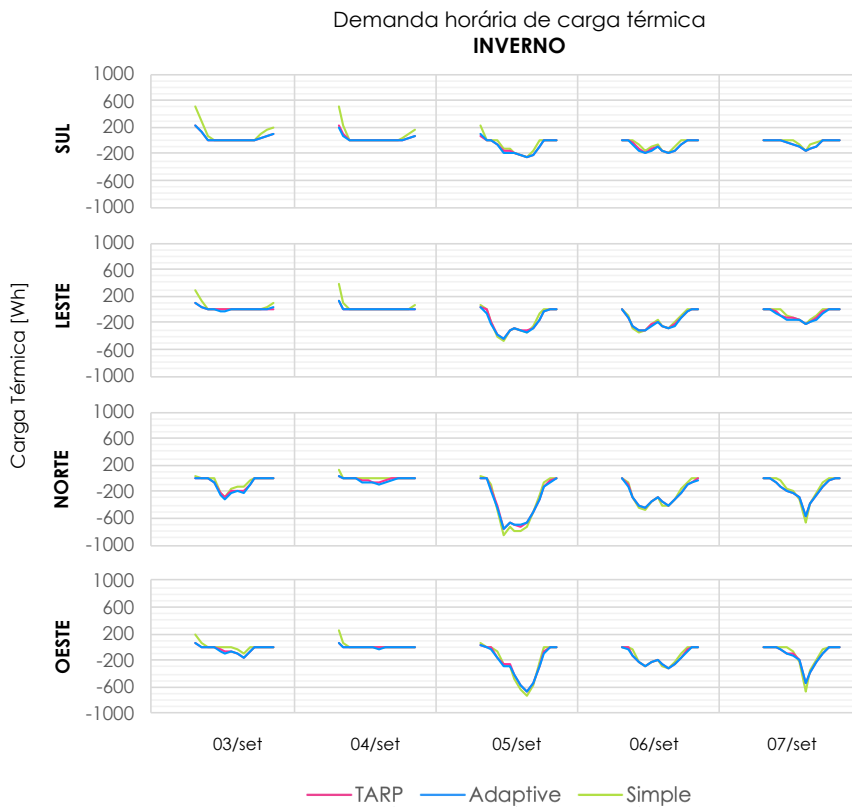 Demanda horária de carga térmica
INVERNO
Carga Térmica [Wh]
SUL
1000
600
200
-200
-600
-1000
LESTE
1000
600
200
-200
-600
-1000
NORTE
1000
600
200
-200
-600
-1000
OESTE
1000
600
200
-200
-600
-1000
03/set 04/set 05/set 06/set 07/set
TARP Adaptive Simple